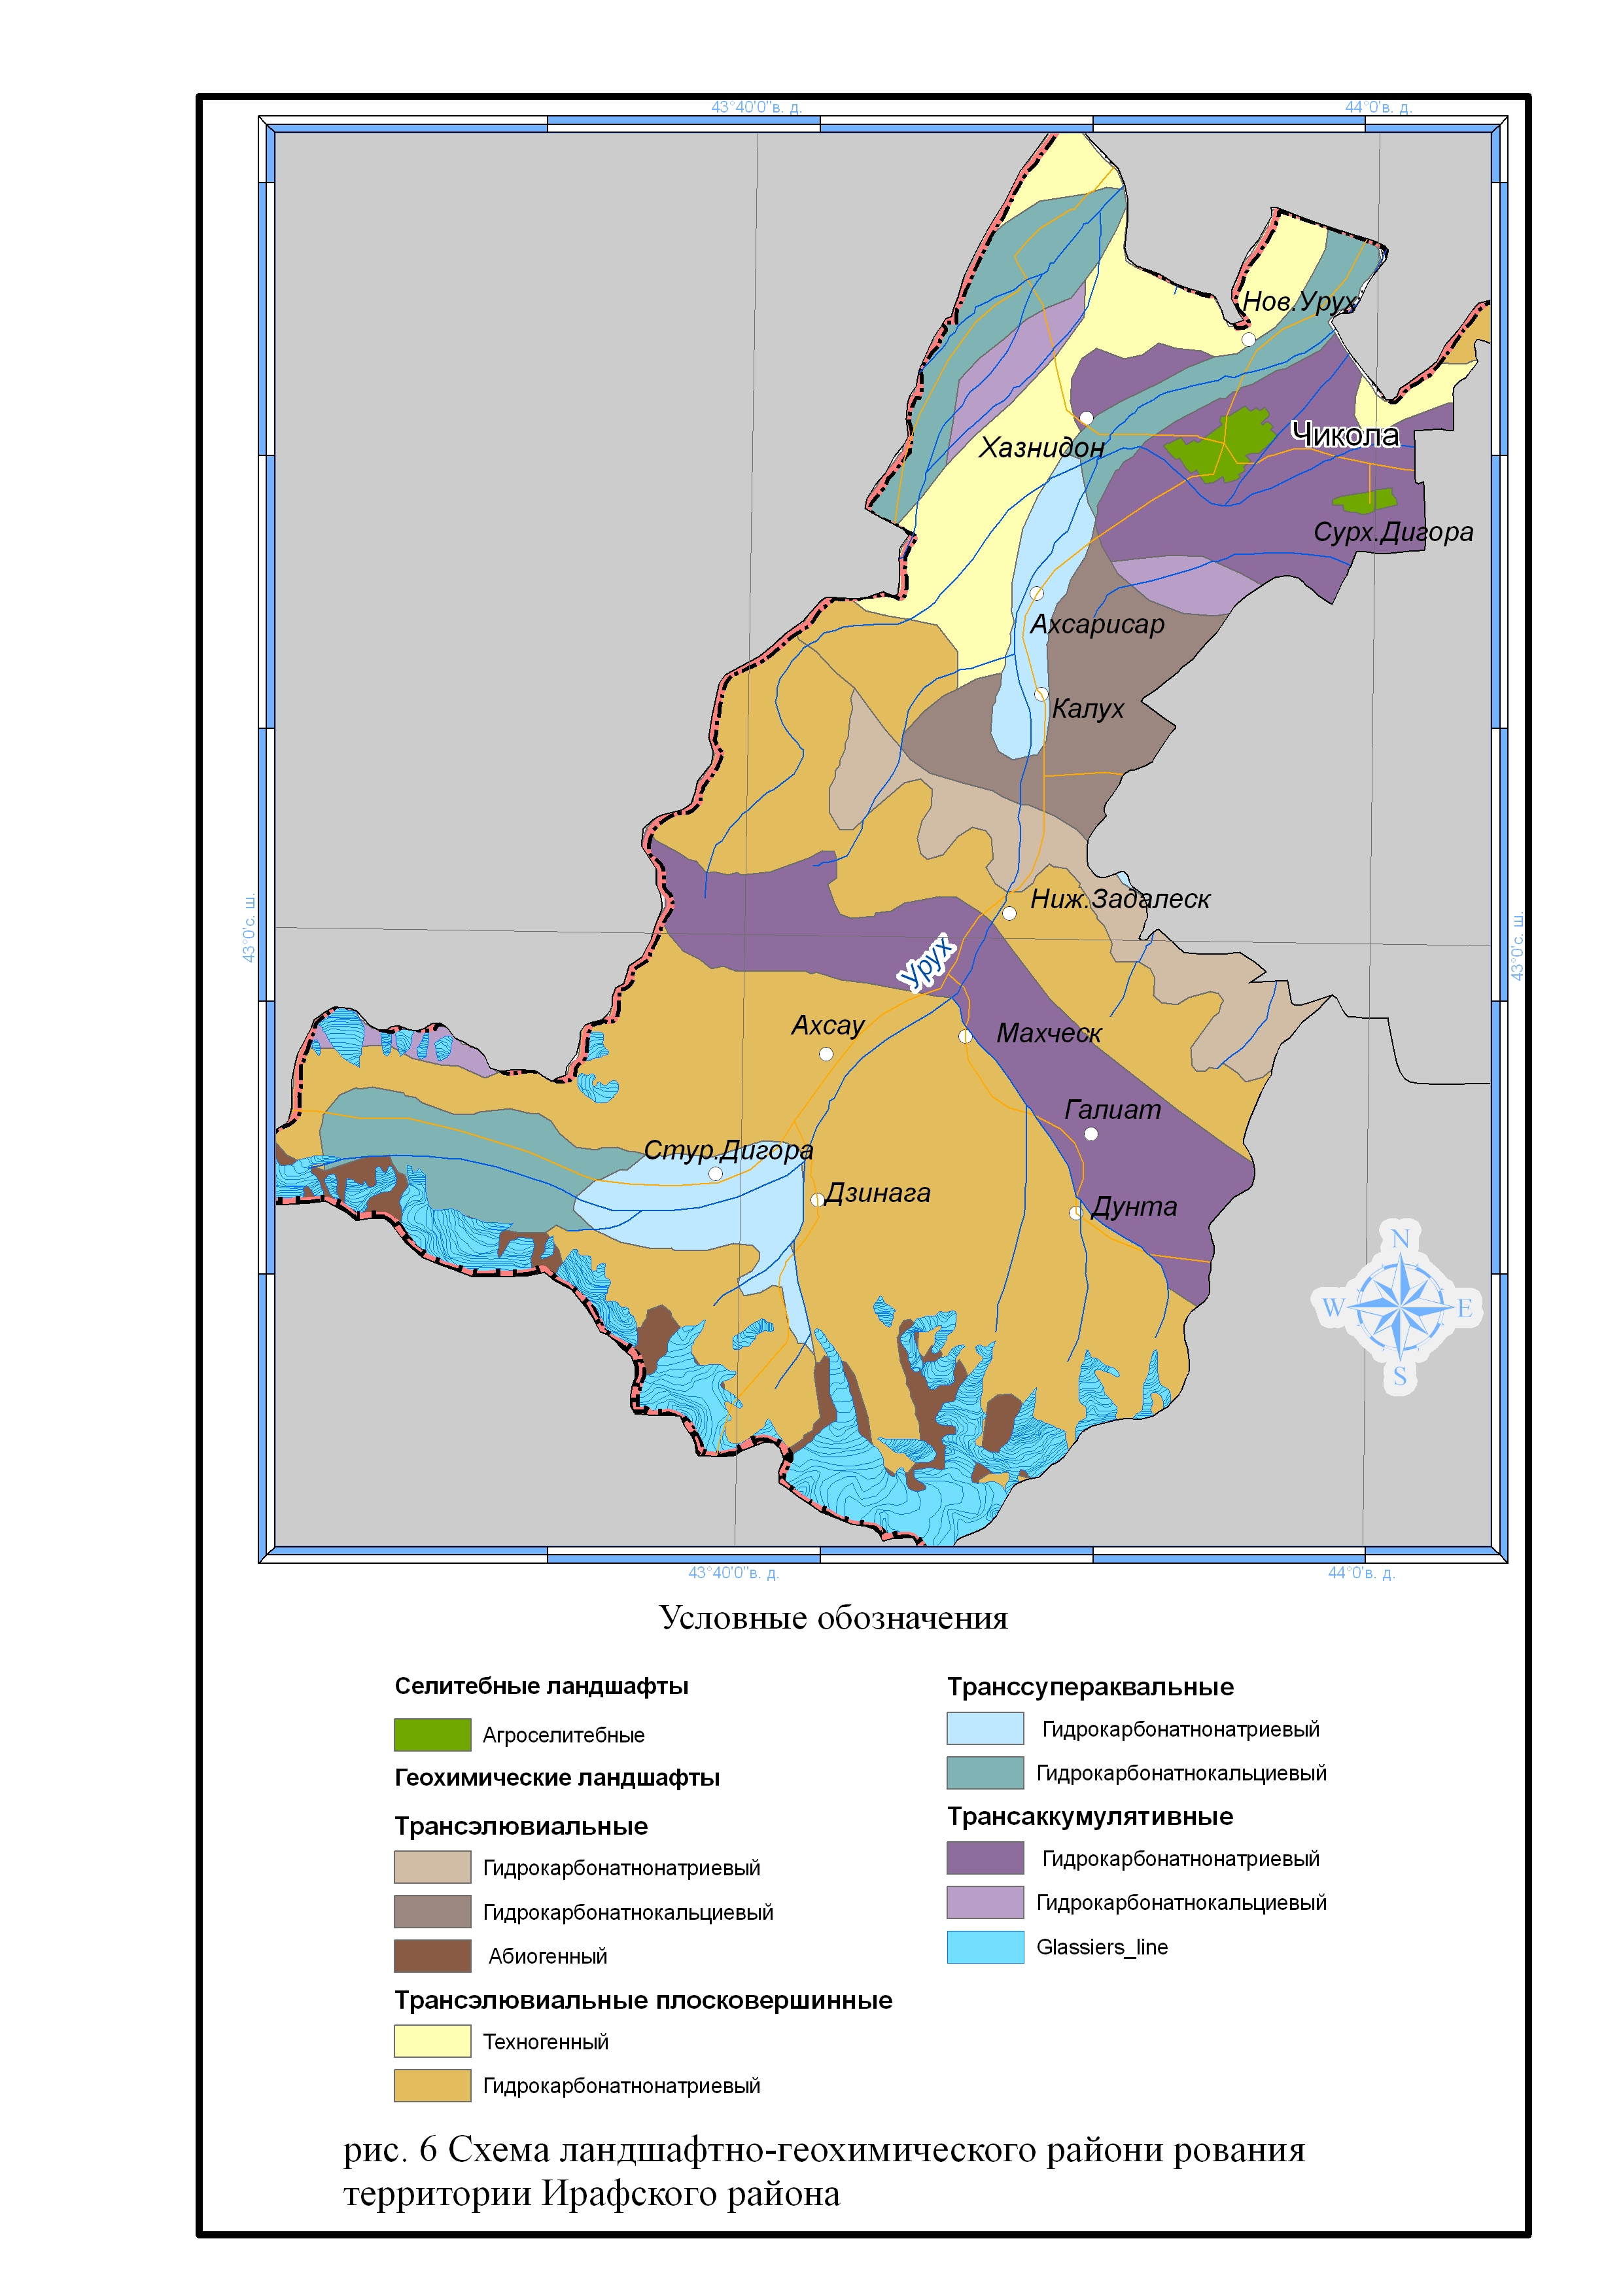 43°40'0"в. д.
44°0'в. д.
Нов.Урух
Чикола
Хазнидон
Сурх.Дигора
Ахсарисар
Калух
Ниж.Задалеск
43°0'с. ш.
43°0'с. ш.
Урух
Ахсау
Махческ
Галиат
Стур.Дигора
Дзинага
Дунта
N
W
E
S
43°40'0"в. д.
44°0'в. д.
Условные обозначения
Селитебные ландшафты
Агроселитебные
Геохимические ландшафты
Трансэлювиальные
Гидрокарбонатнонатриевый
Гидрокарбонатнокальциевый
Абиогенный
Трансэлювиальные плосковершинные
Техногенный
Гидрокарбонатнонатриевый
Транссупераквальные
Гидрокарбонатнонатриевый
Гидрокарбонатнокальциевый
Трансаккумулятивные
Гидрокарбонатнонатриевый
Гидрокарбонатнокальциевый
Glassiers_line
рис. 6 Схема ландшафтно-геохимического райони рования
территории Ирафского района